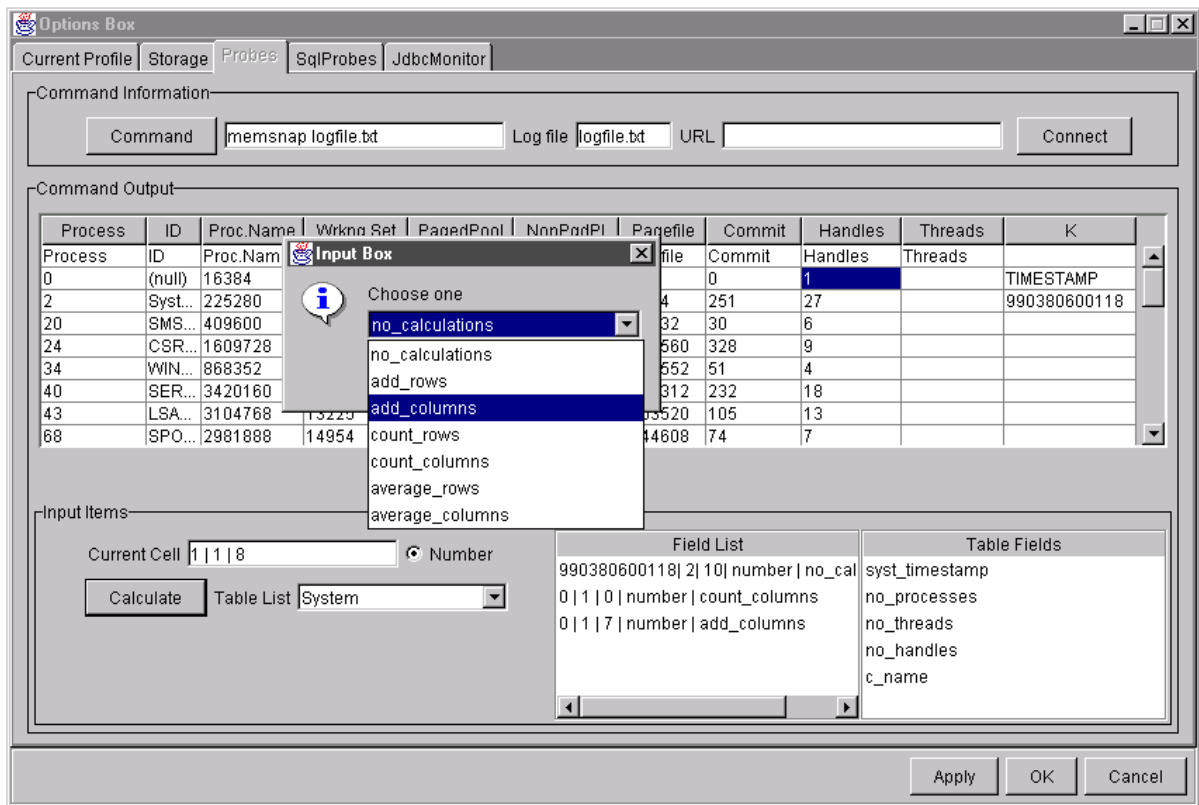 Options Box
Current Profile Storage Probes SqlProbes JdbcMonitor
Command Information
Command memsnap logfile.txt Log file logfile.txt URL Connect
Command Output
Process ID Proc.Name Wrkng Set PagedPool NonPgdPl Pagefile Commit Handles Threads K
Process ID Proc.Nam file Commit Handles Threads
0 (null) 16384 0 1 TIMESTAMP
2 Syst... 225280 4 251 27 990380600118
20 SMS... 409600 32 30 6
24 CSR... 1609728 560 328 9
34 WIN... 868352 552 51 4
40 SER... 3420160 312 232 18
43 LSA... 3104768 13225 3520 105 13
68 SPO... 2981888 14954 44608 74 7
Input Box
Choose one
no_calculations
no_calculations
add_rows
add_columns
count_rows
count_columns
average_rows
average_columns
Input Items
Current Cell 1 | 1 | 8 Number
Calculate Table List System
Field List
990380600118| 2| 10| number | no_cal
0 | 1 | 0 | number | count_columns
0 | 1 | 7 | number | add_columns
Table Fields
syst_timestamp
no_processes
no_threads
no_handles
c_name
Apply OK Cancel